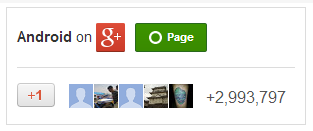 Android on g+ Page
+1 +2,993,797